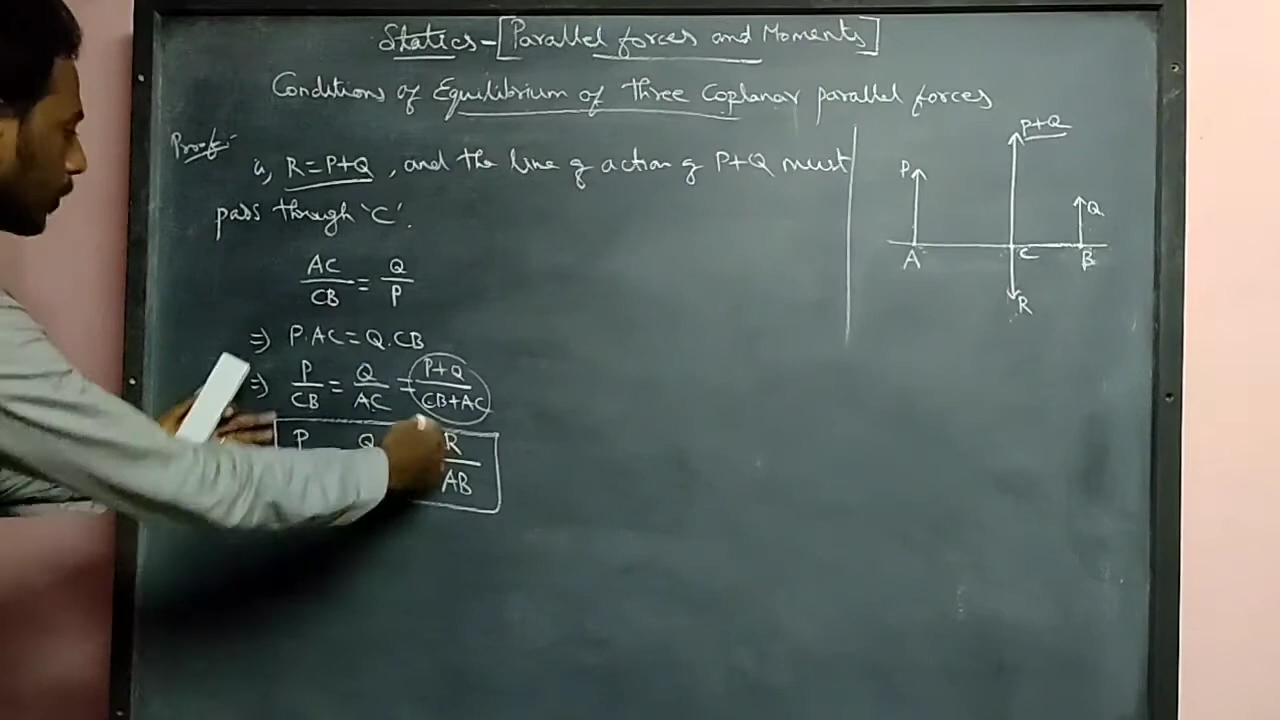 Statics - [Parallel forces and Moments]
Conditions of Equilibrium of Three Coplanar parallel forces
Proof:-
i, R=P+Q, and the line of action of P+Q must
pass through 'C'.
AC/CB = Q/P
=) P.AC=Q.CB
=) P/CB = Q/AC = P+Q/CB+AC
P Q R/AB
P+Q
P
Q
A C B
R